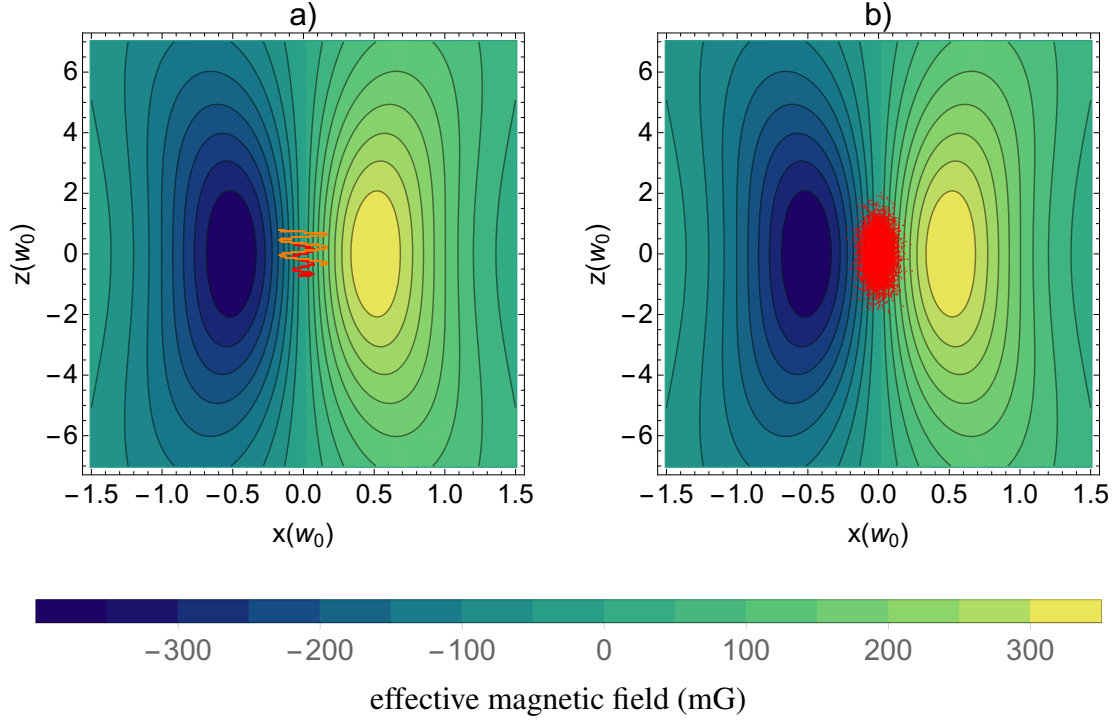 a) b)
6 6
4 4
2 2
z(w0) 0 z(w0) 0
−2 −2
−4 −4
−6 −6
−1.5 −1.0 −0.5 0.0 0.5 1.0 1.5 −1.5 −1.0 −0.5 0.0 0.5 1.0 1.5
x(w0) x(w0)
−300 −200 −100 0 100 200 300
effective magnetic field (mG)